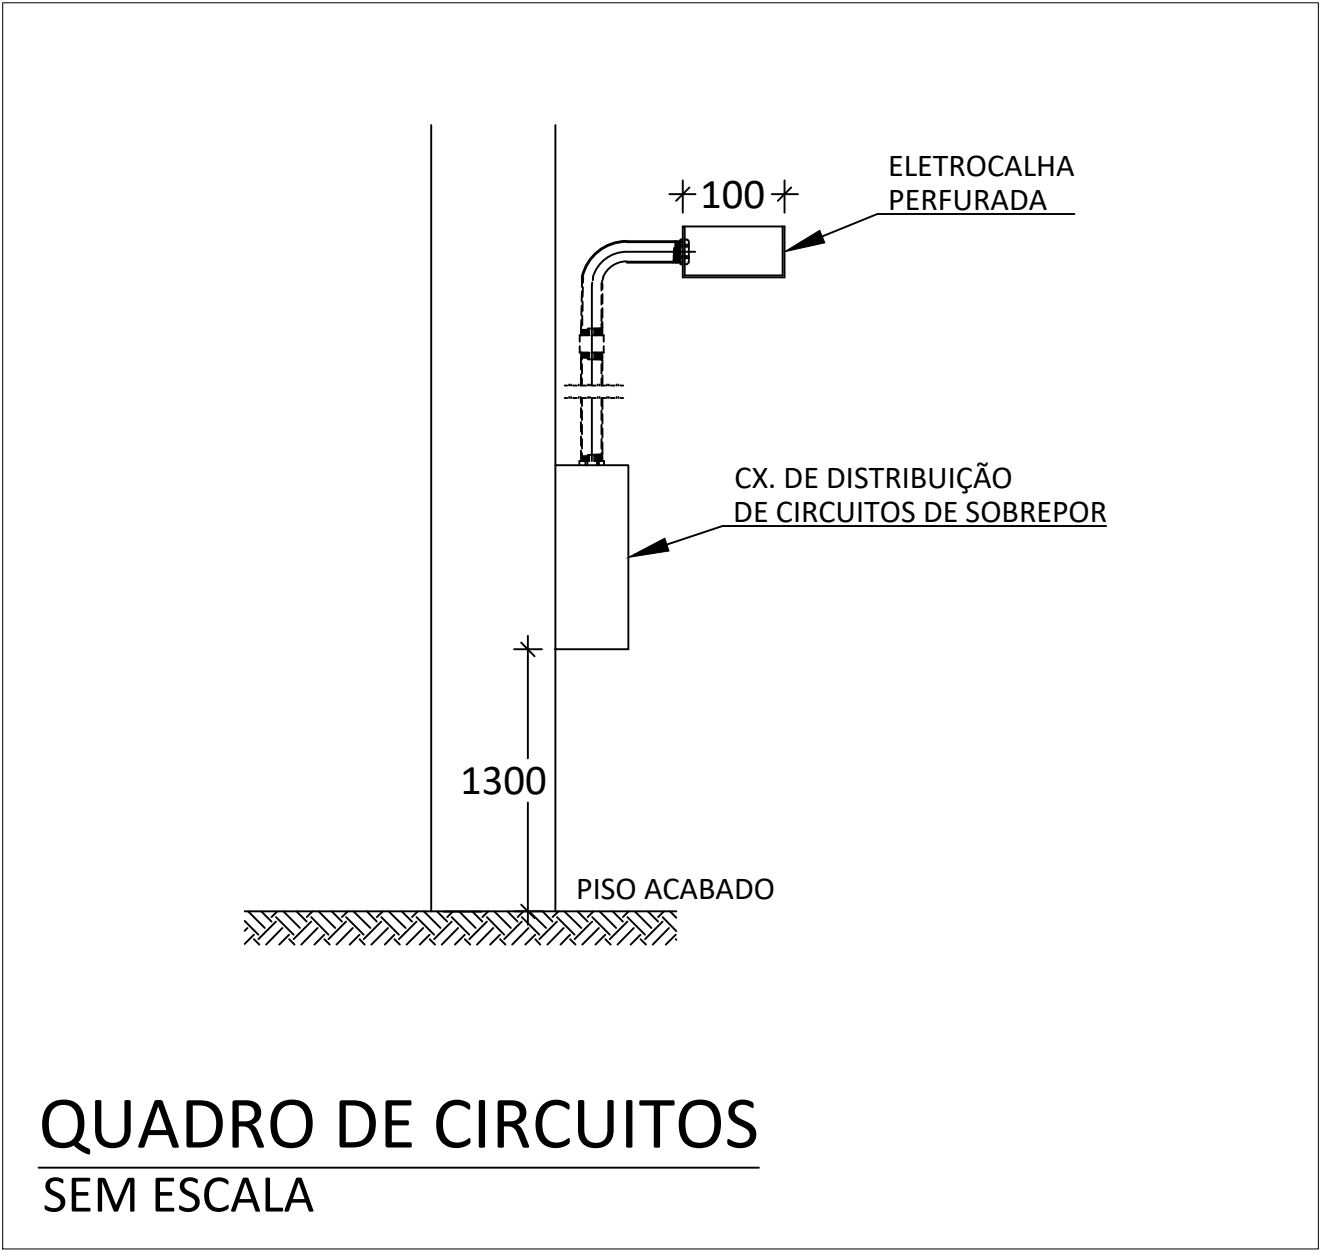 ELETROCALHA
PERFURADA
100
CX. DE DISTRIBUIÇÃO
DE CIRCUITOS DE SOBREPOR
1300
PISO ACABADO
QUADRO DE CIRCUITOS
SEM ESCALA